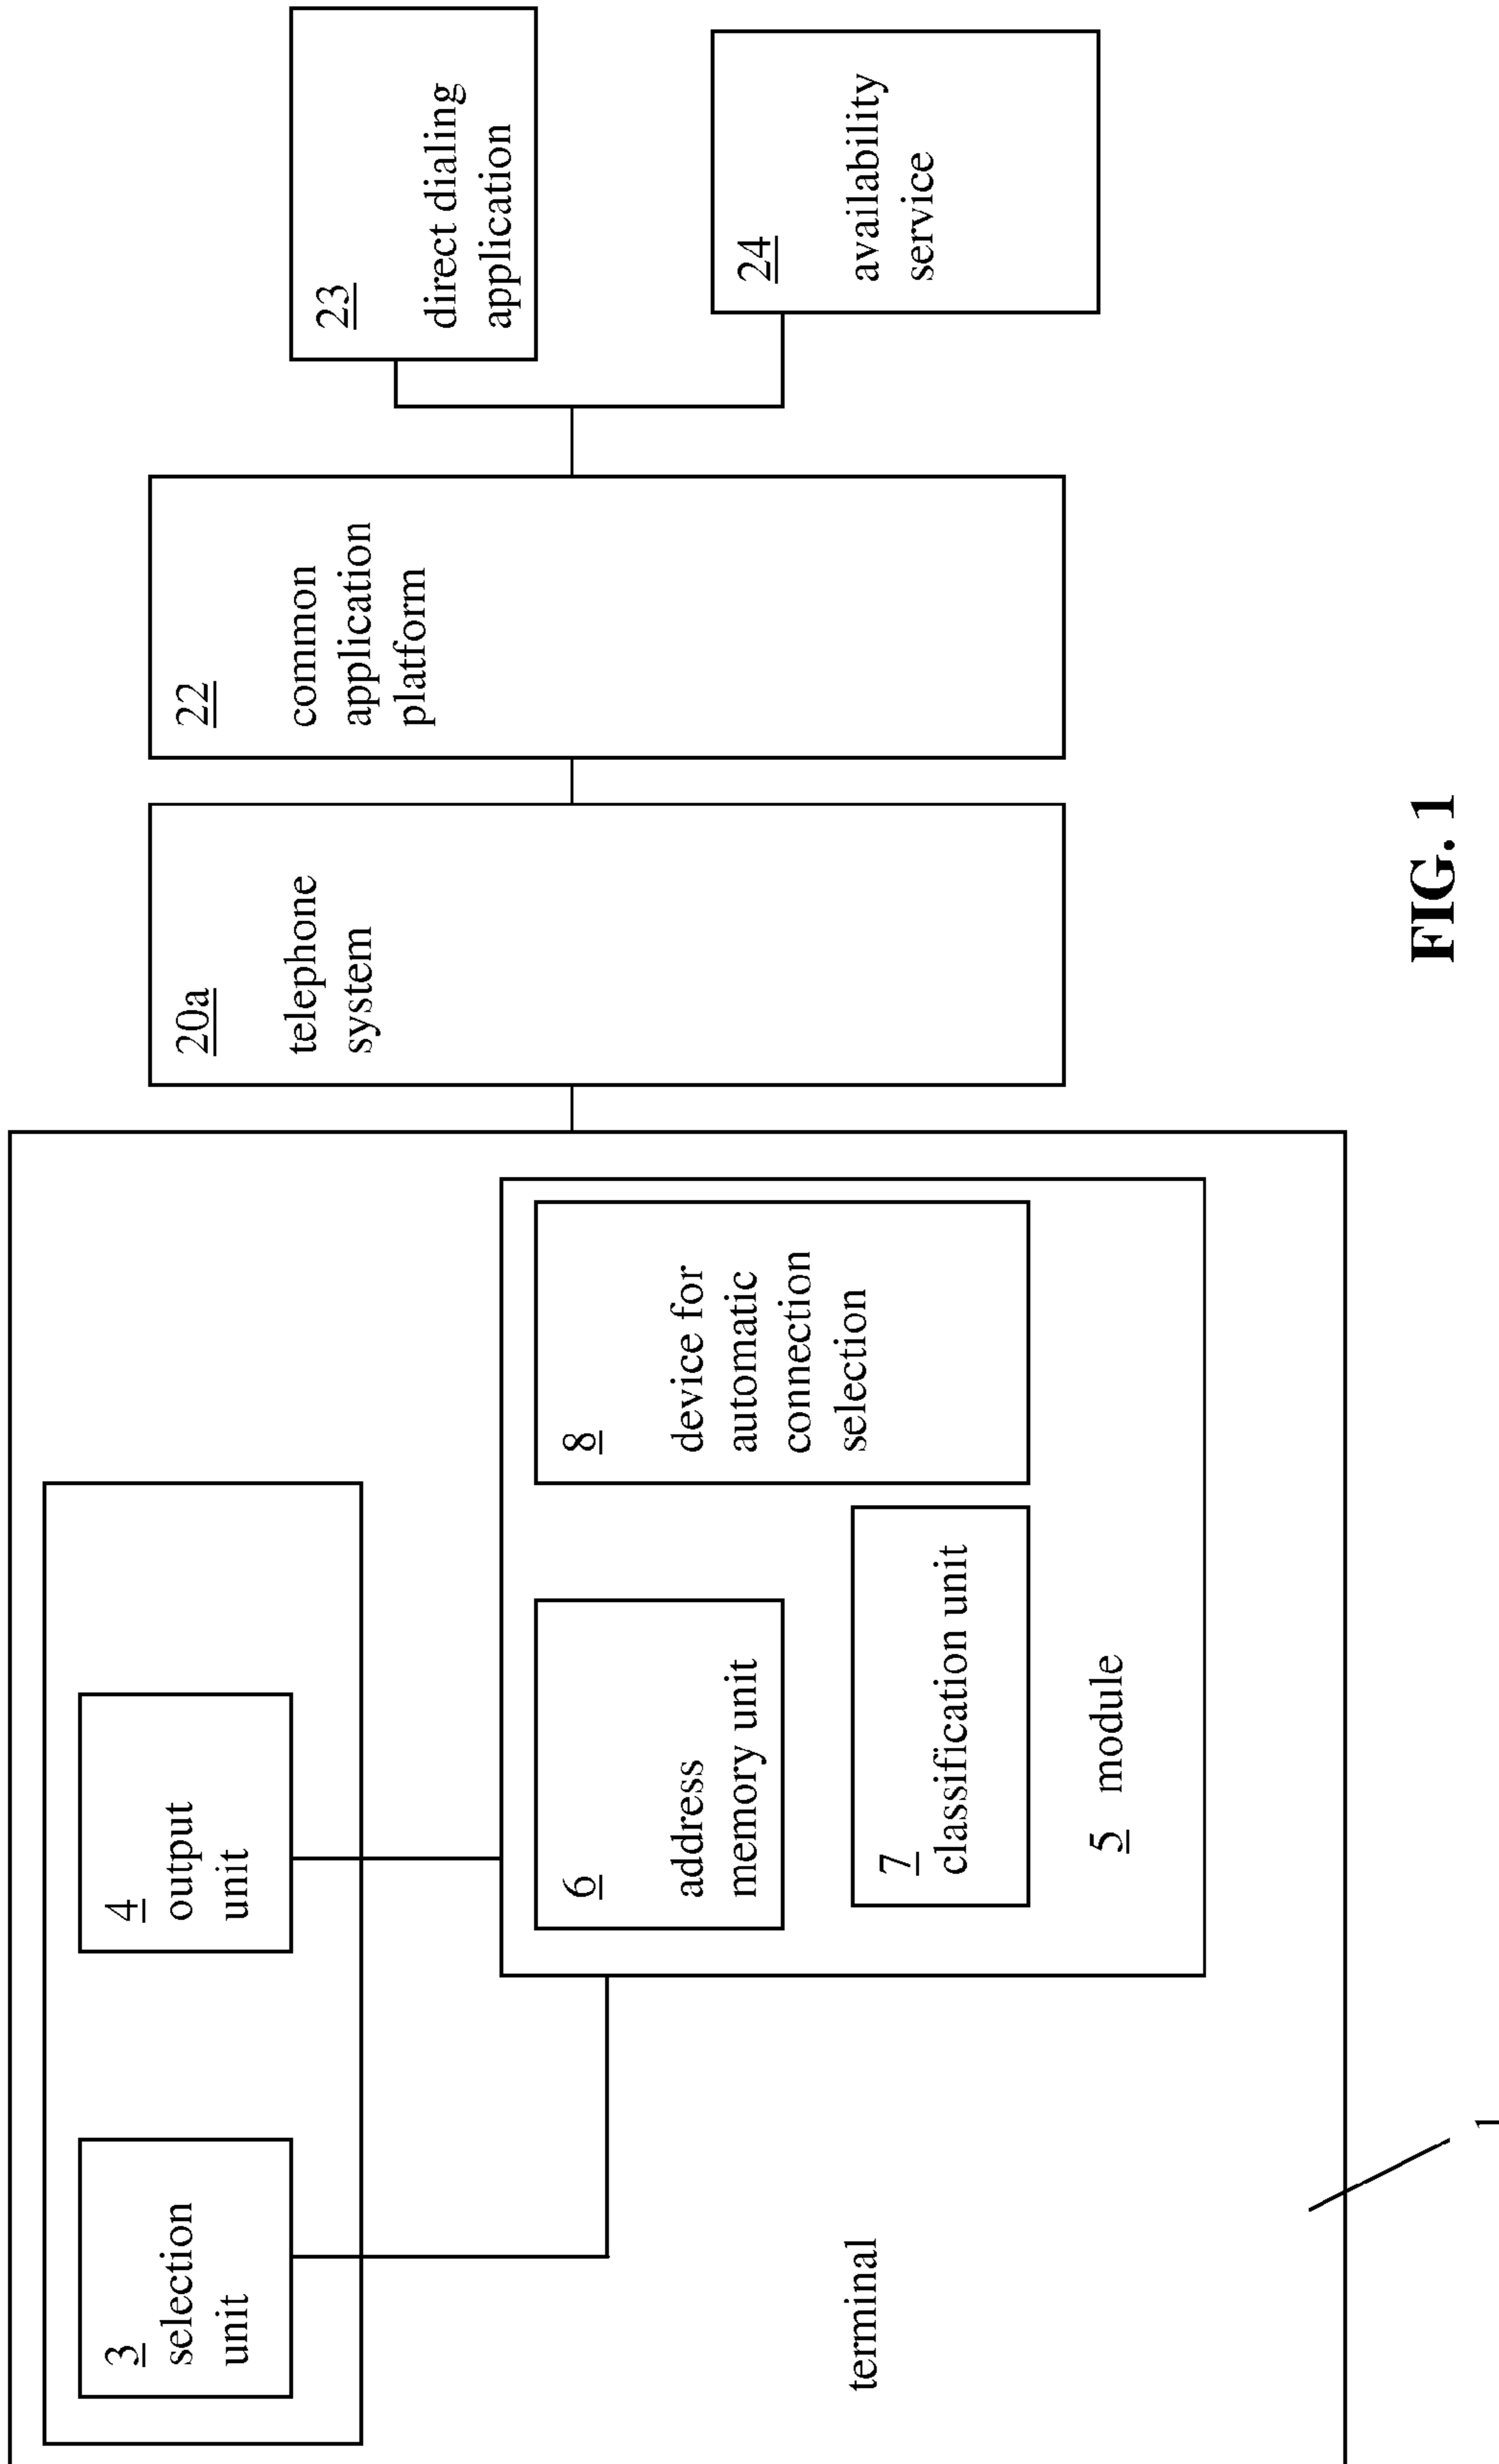 3
selection
unit
4
output
unit
6
address
memory unit
7
classification unit
8
device for
automatic
connection
selection
5 module
terminal
1
20a
telephone
system
22
common
application
platform
23
direct dialing
application
24
availability
service
FIG. 1